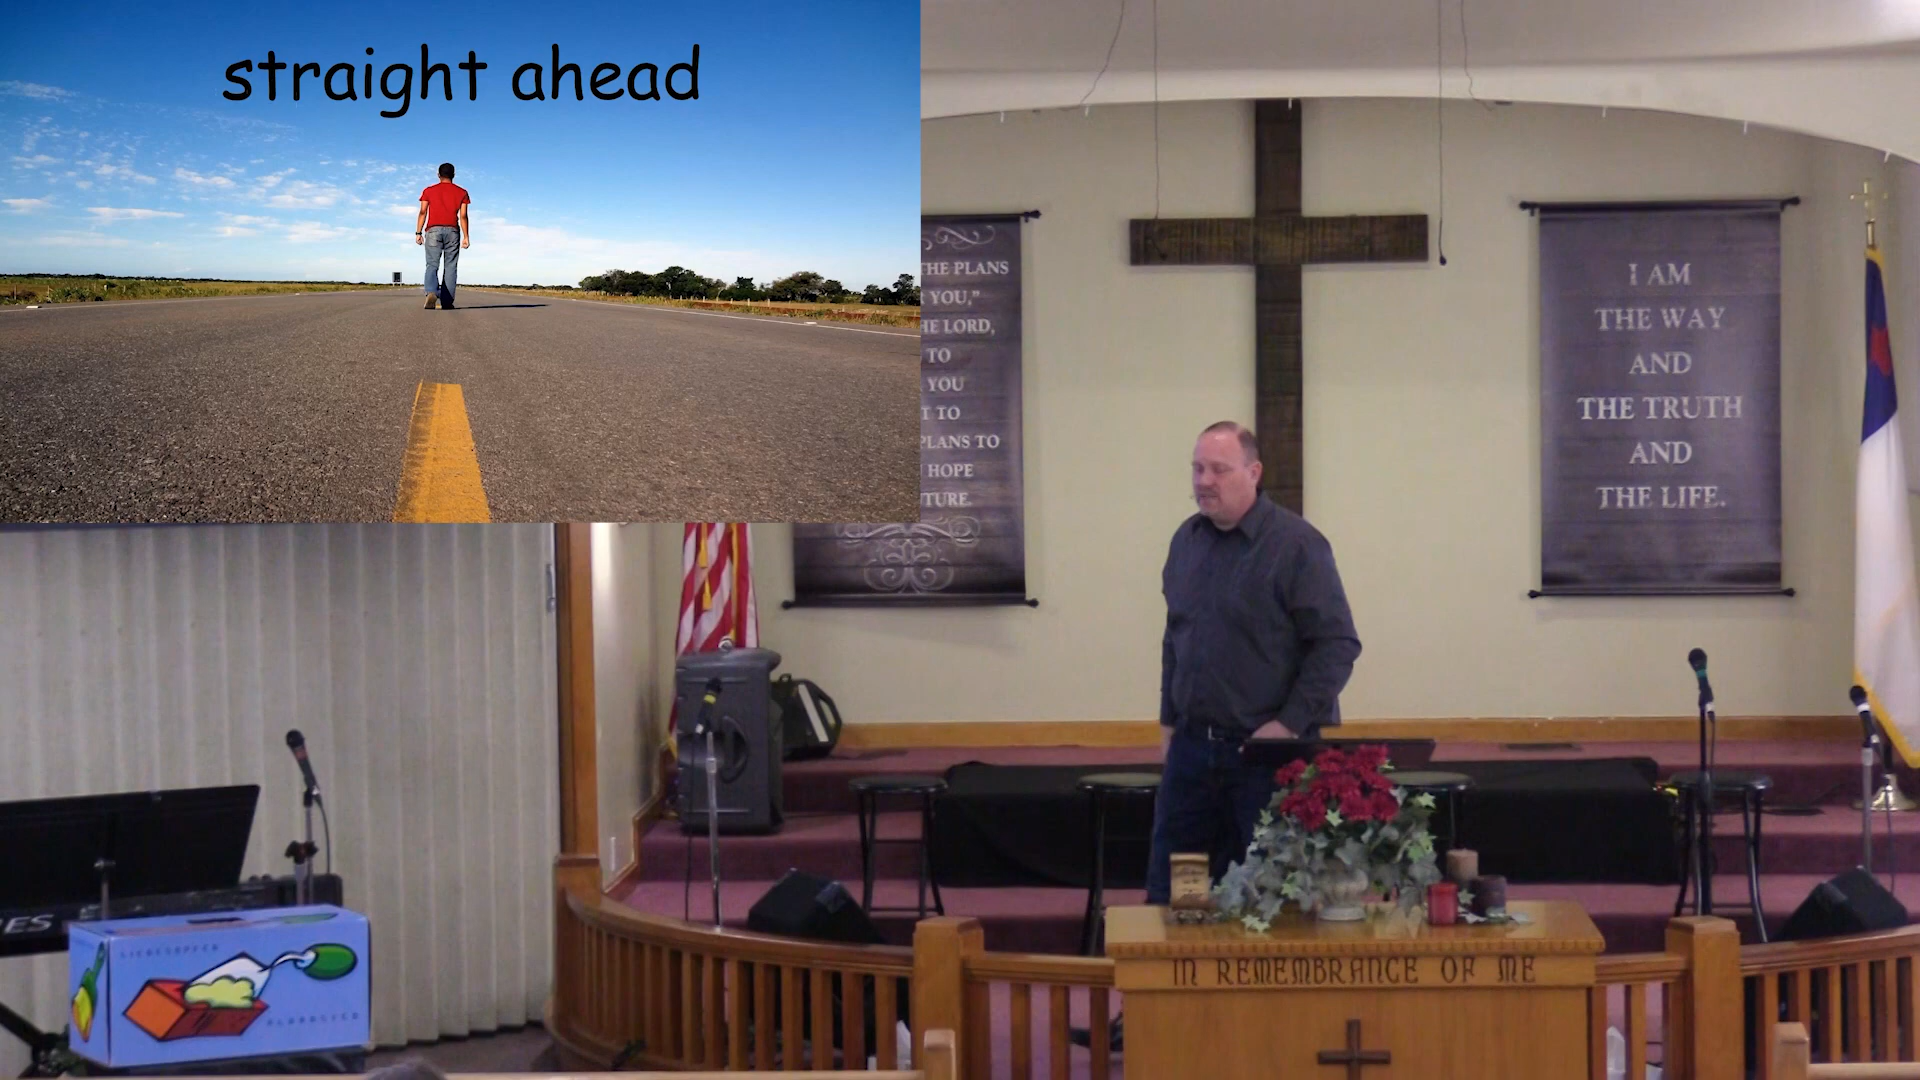 straight ahead
THE PLANS
YOU,"
THE LORD,
TO
YOU
TO
PLANS TO
HOPE
I AM
THE WAY
AND
THE TRUTH
AND
THE LIFE.
IN REMEMBRANCE OF ME